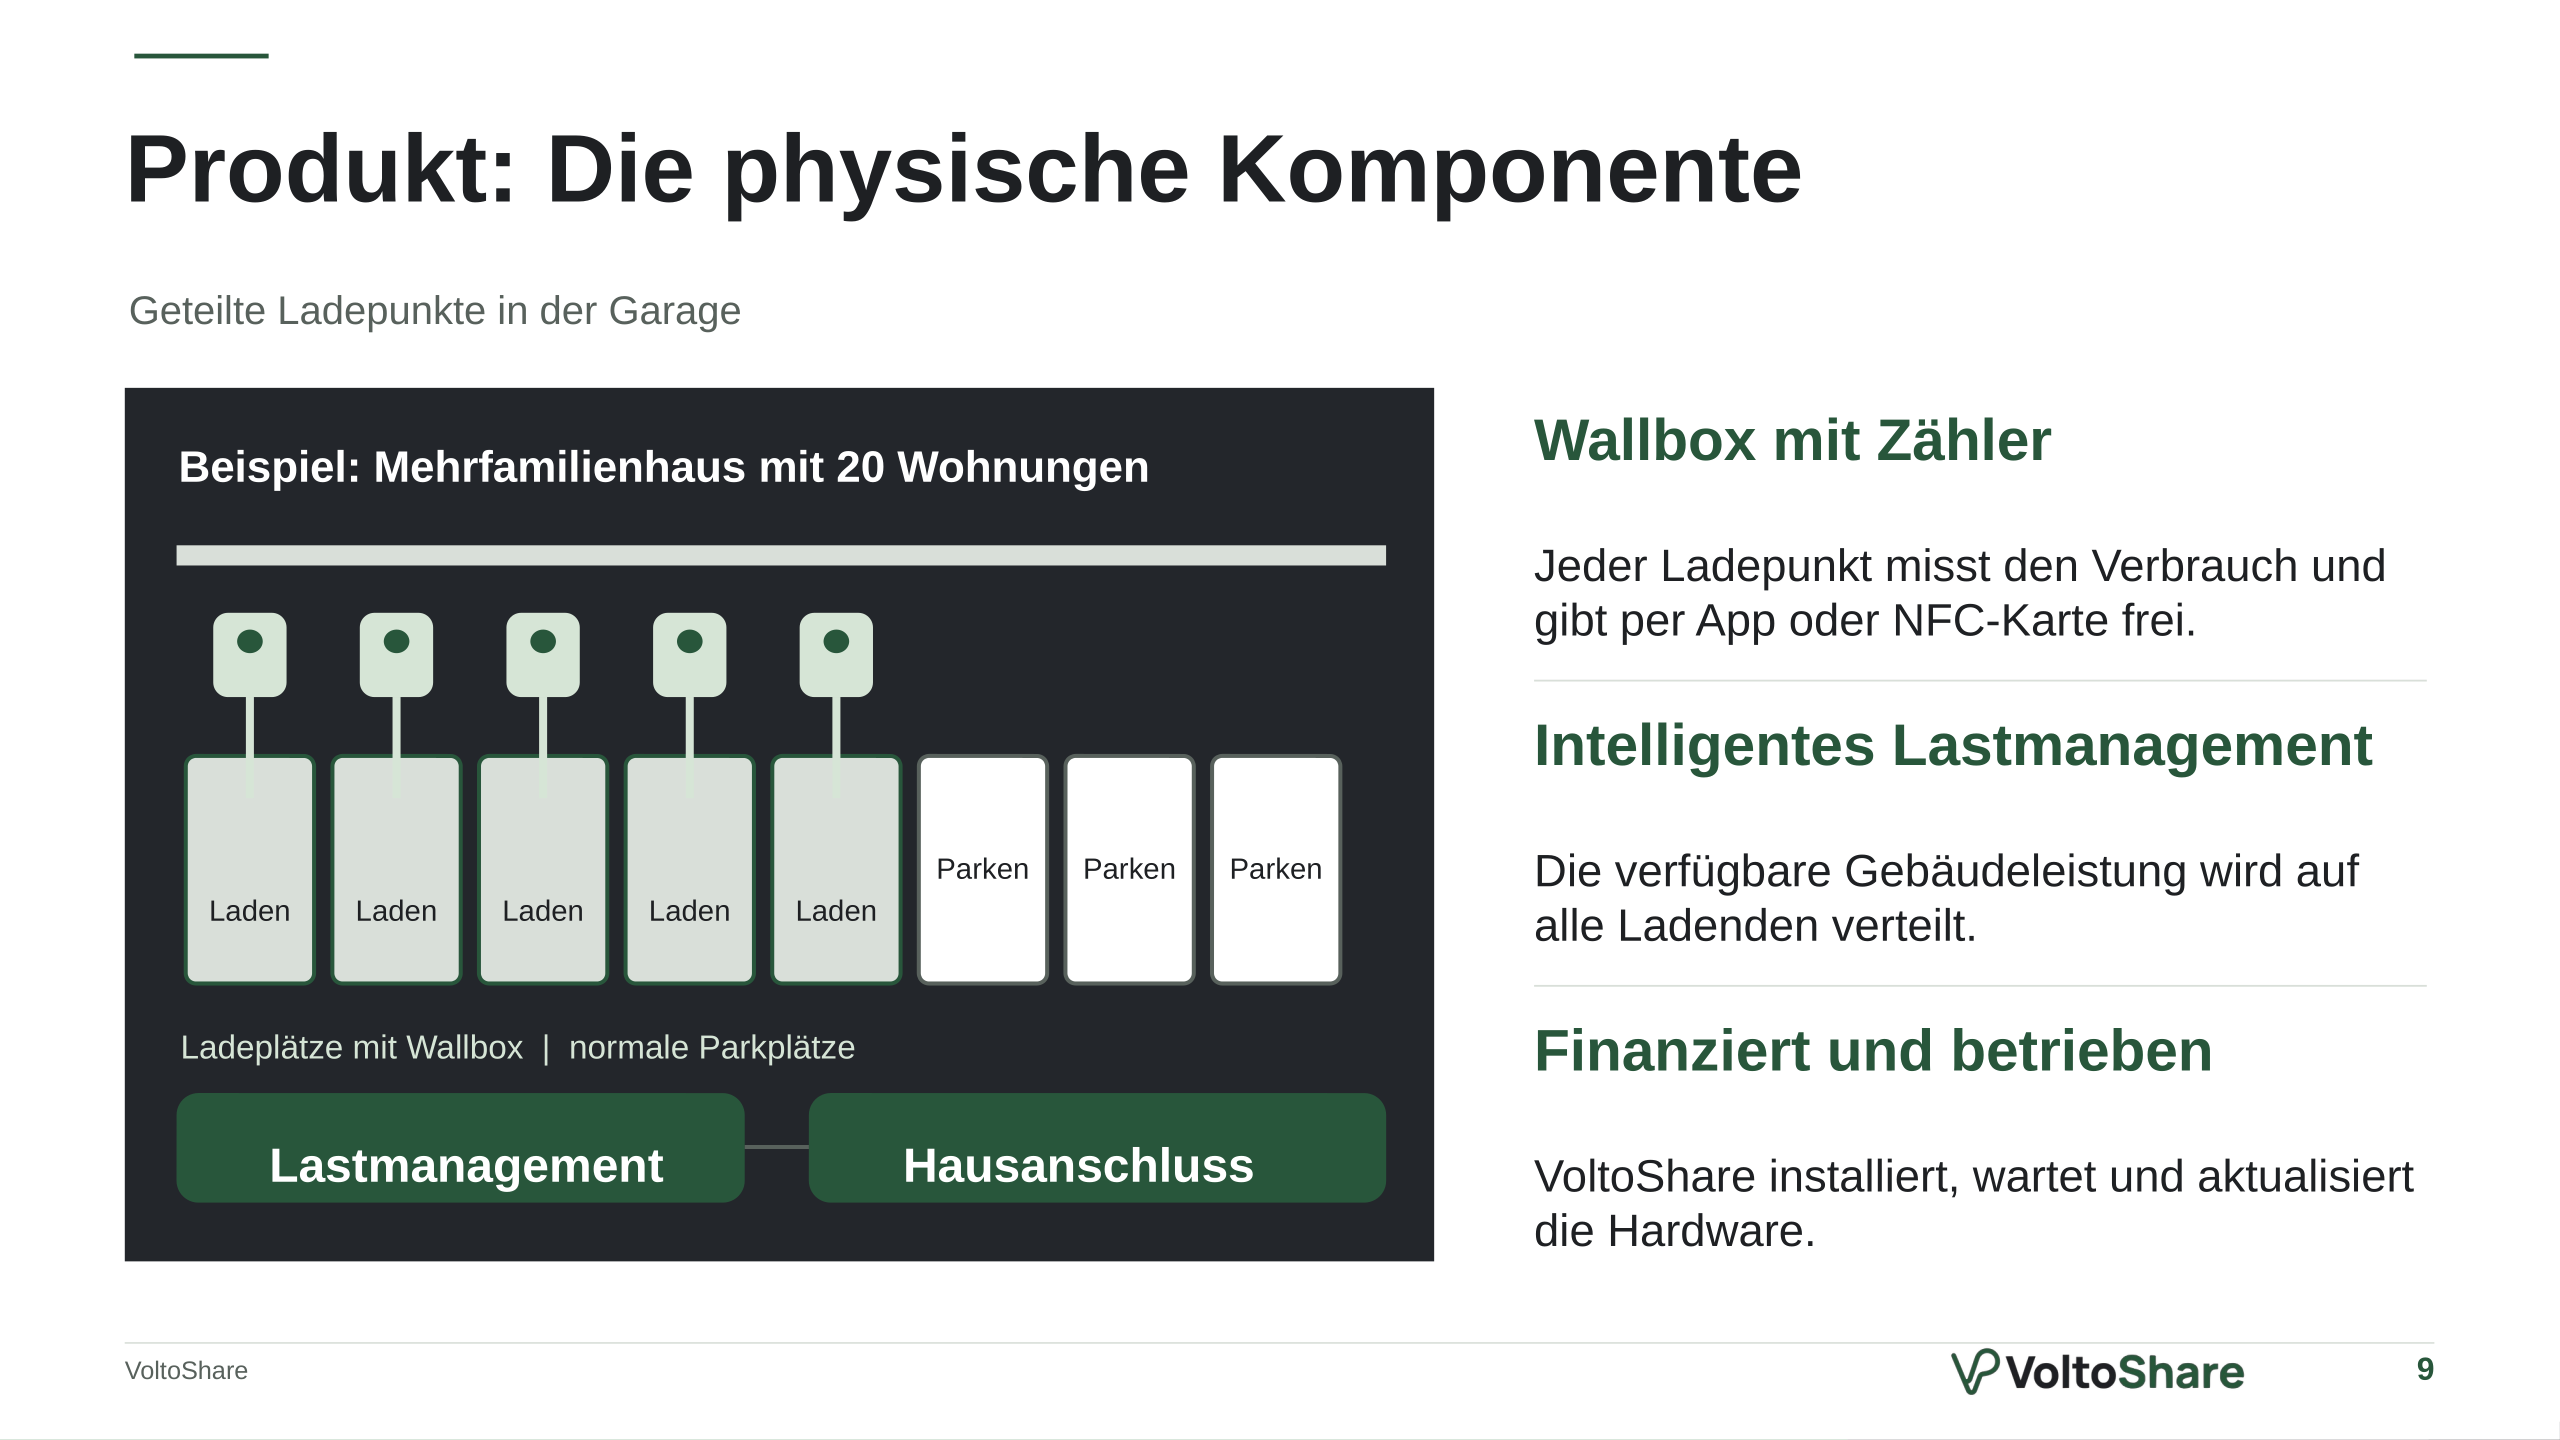 Produkt: Die physische Komponente
Geteilte Ladepunkte in der Garage
Beispiel: Mehrfamilienhaus mit 20 Wohnungen
Laden
Laden
Laden
Laden
Laden
Parken
Parken
Parken
Ladeplätze mit Wallbox | normale Parkplätze
Lastmanagement
Hausanschluss
Wallbox mit Zähler
Jeder Ladepunkt misst den Verbrauch und
gibt per App oder NFC-Karte frei.
Intelligentes Lastmanagement
Die verfügbare Gebäudeleistung wird auf
alle Ladenden verteilt.
Finanziert und betrieben
VoltoShare installiert, wartet und aktualisiert
die Hardware.
VoltoShare
VoltoShare
9